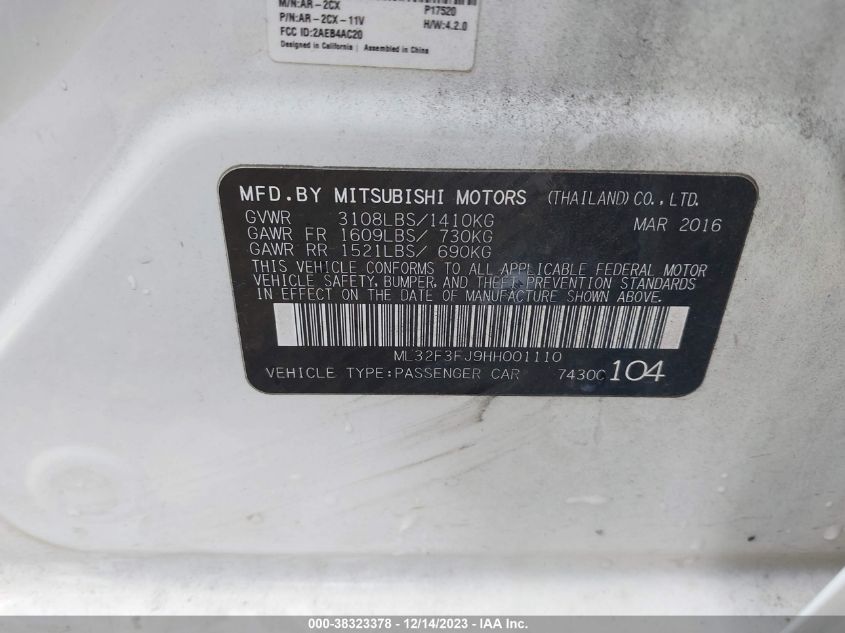 M/N:AR-2CX
P17520
P/N:AR-2CX-11V
H/W:4.2.0
FCC ID:2AEB4AC20
Designed in California | Assembled in China
MFD.BY MITSUBISHI MOTORS (THAILAND)CO.,LTD.
GVWR 3108LBS/1410KG MAR 2016
GAWR FR 1609LBS/ 730KG
GAWR RR 1521LBS/ 690KG
THIS VEHICLE CONFORMS TO ALL APPLICABLE FEDERAL MOTOR
VEHICLE SAFETY, BUMPER, AND THEFT PREVENTION STANDARDS
IN EFFECT ON THE DATE OF MANUFACTURE SHOWN ABOVE.
ML32F3FJ9HH001110
VEHICLE TYPE:PASSENGER CAR 7430C 104
000-38323378 - 12/14/2023 - IAA Inc.